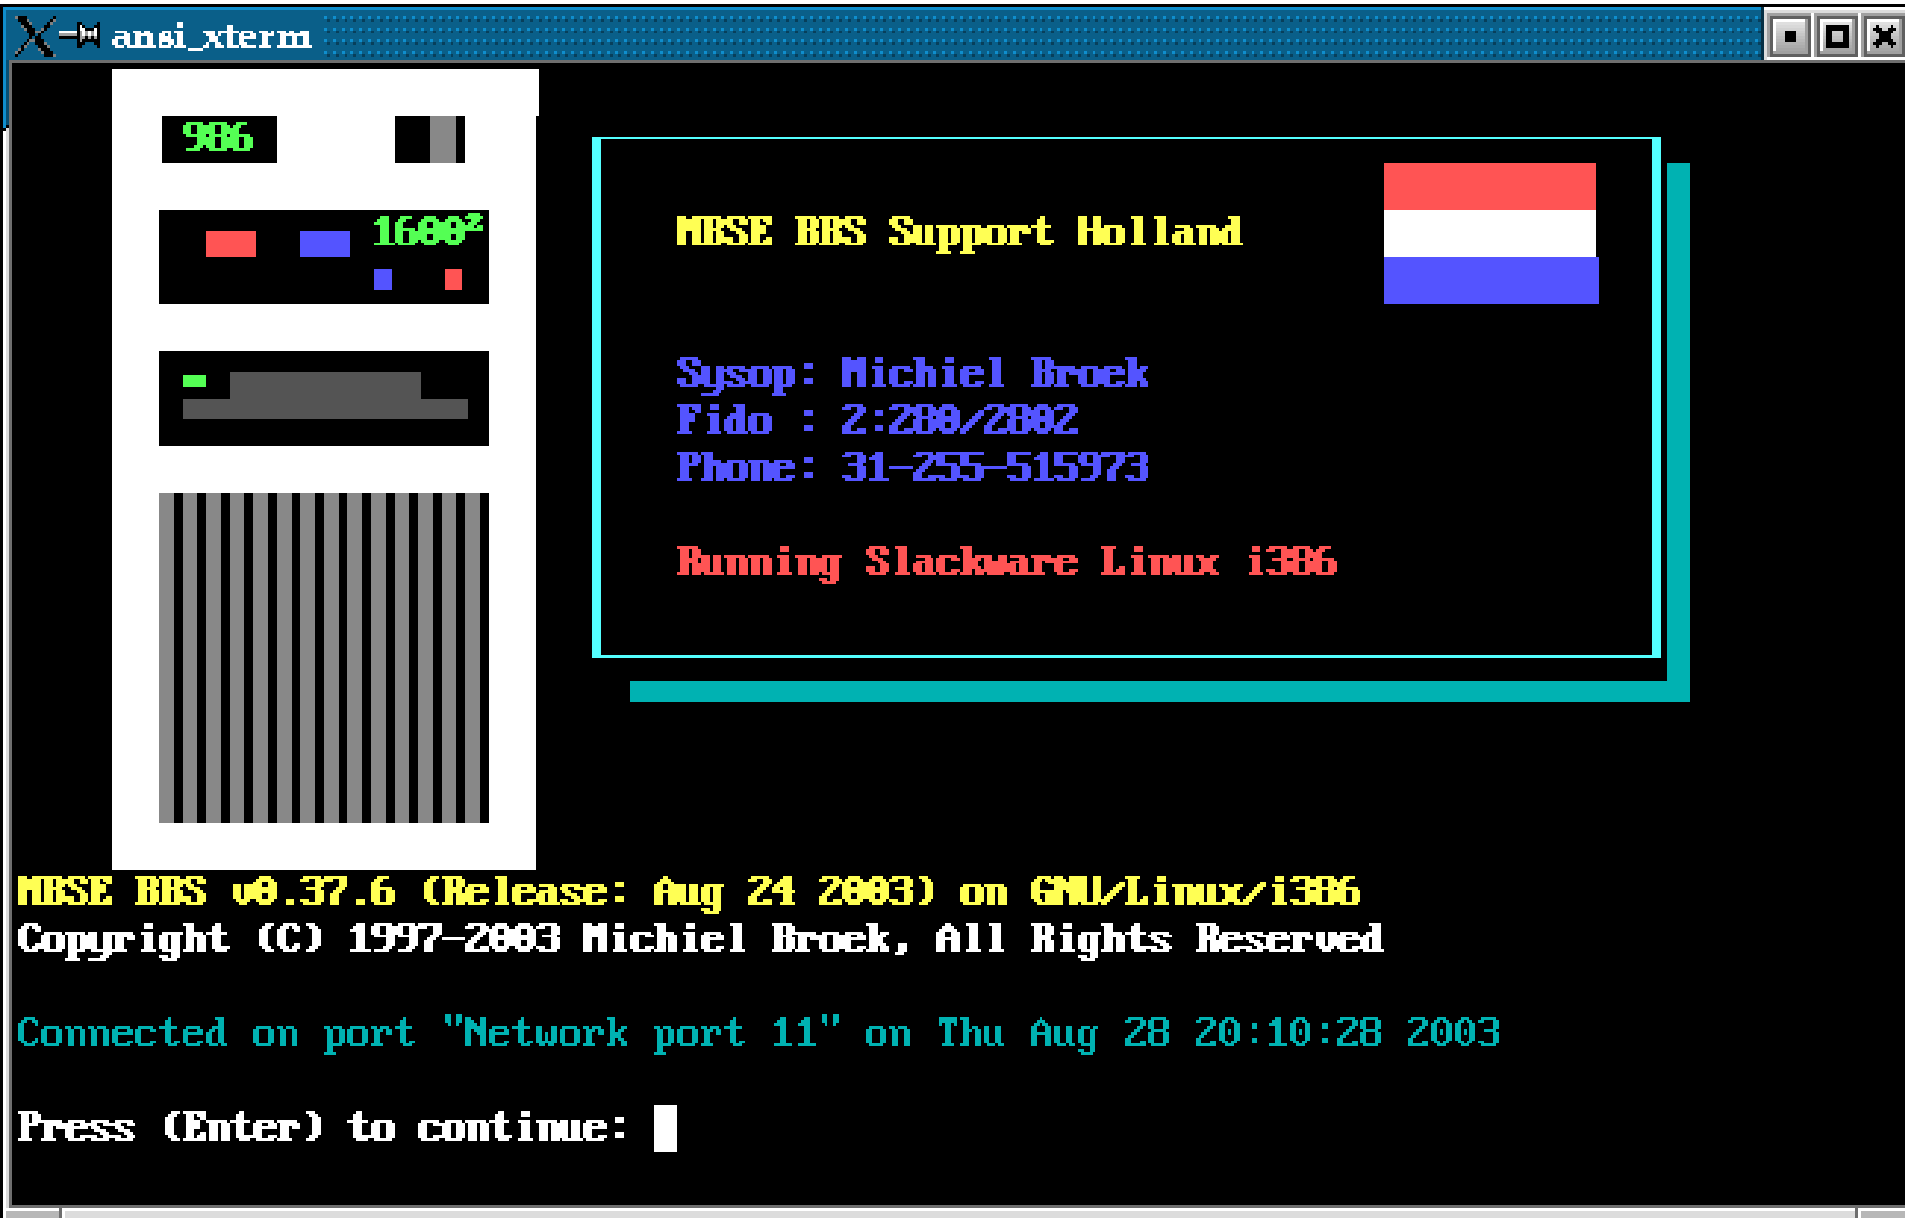 ansi_xterm
986
1600²
MBSE BBS Support Holland
Sysop: Michiel Broek
Fido : 2:280/2802
Phone: 31-255-515973
Running Slackware Linux i386
MBSE BBS v0.37.6 (Release: Aug 24 2003) on GNU/Linux/i386
Copyright (C) 1997-2003 Michiel Broek, All Rights Reserved
Connected on port "Network port 11" on Thu Aug 28 20:10:28 2003
Press (Enter) to continue: